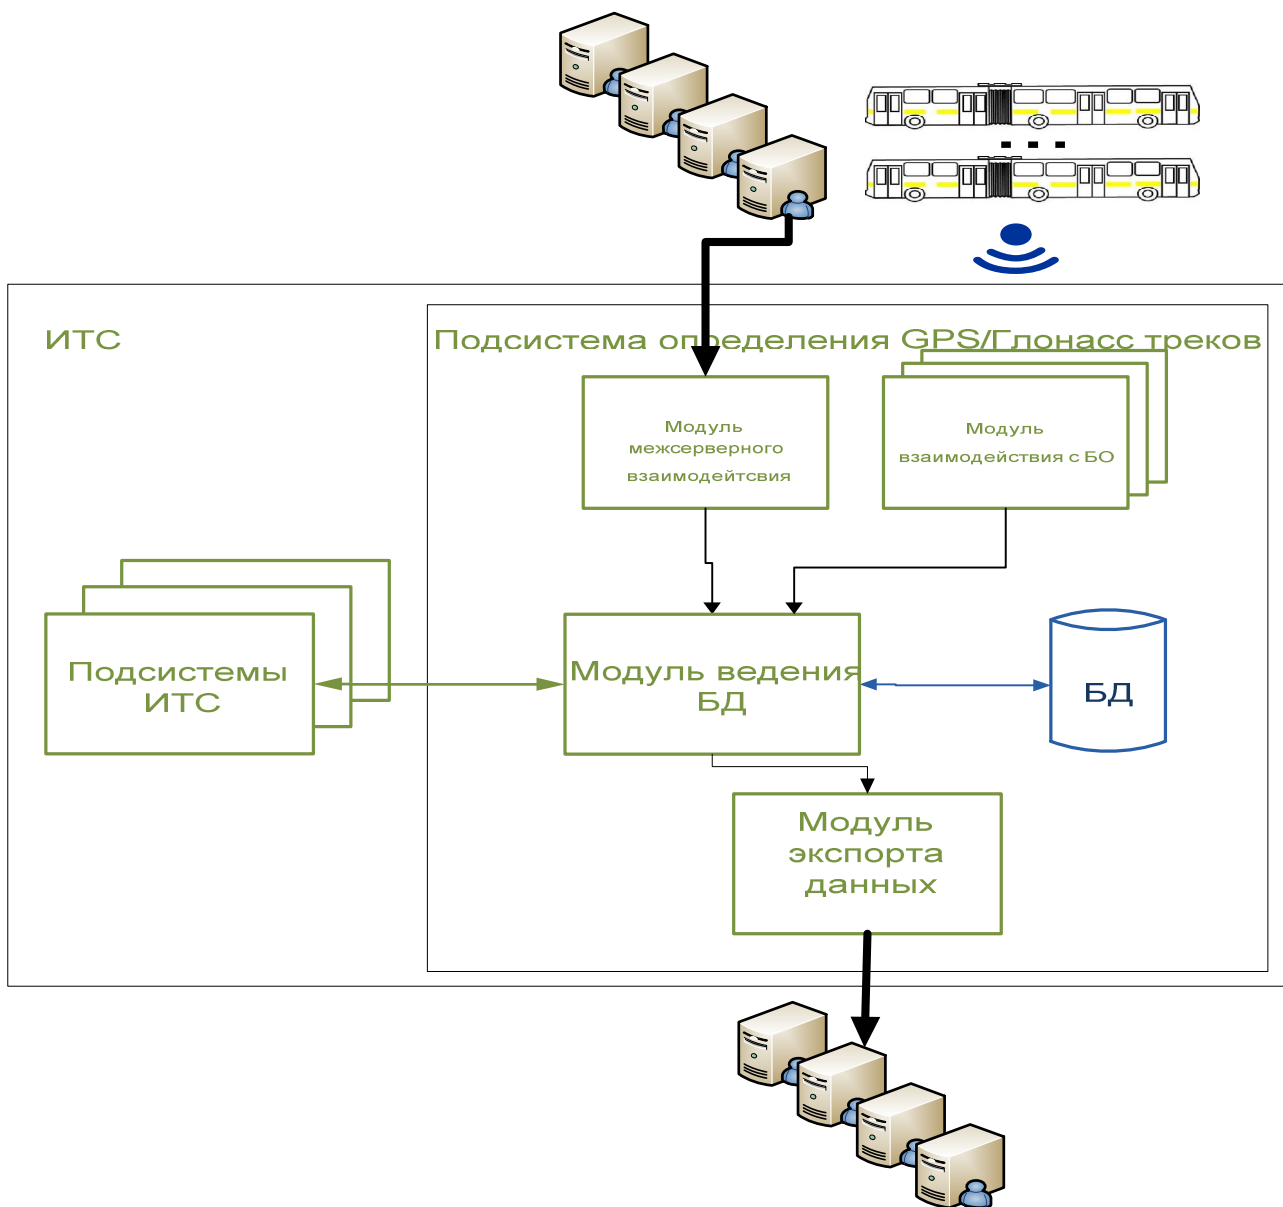 ИТС
Подсистема определения GPS/Глонасс треков
Модуль
межсерверного
взаимодейтсвия
Модуль
взаимодействия с БО
Подсистемы
ИТС
Модуль ведения
БД
БД
Модуль
экспорта
данных